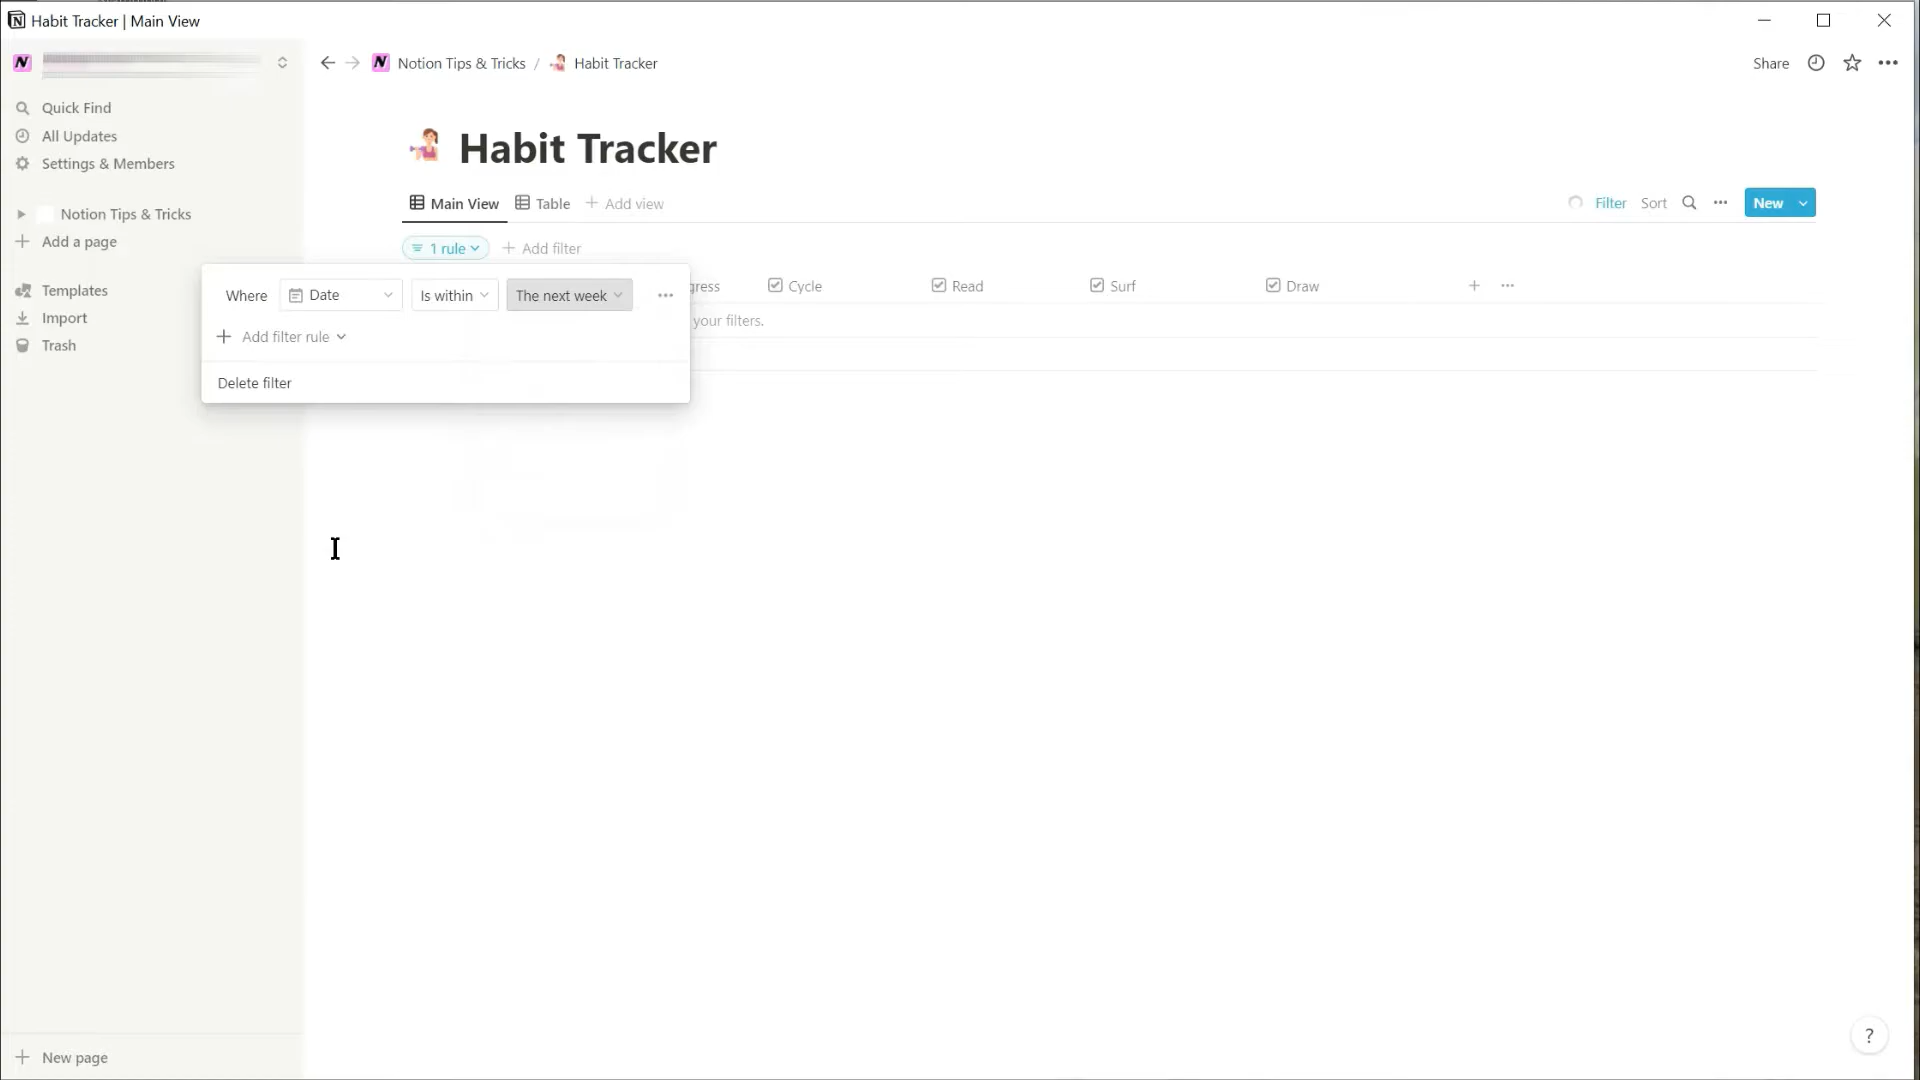 Habit Tracker | Main View
Notion Tips & Tricks / Habit Tracker
Share
Quick Find
All Updates
Settings & Members
Notion Tips & Tricks
Add a page
Templates
Import
Trash
New page
Habit Tracker
Main View Table + Add view
Filter Sort New
1 rule + Add filter
Where Date Is within The next week
+ Add filter rule
Delete filter
gress Cycle Read Surf Draw
your filters.
?